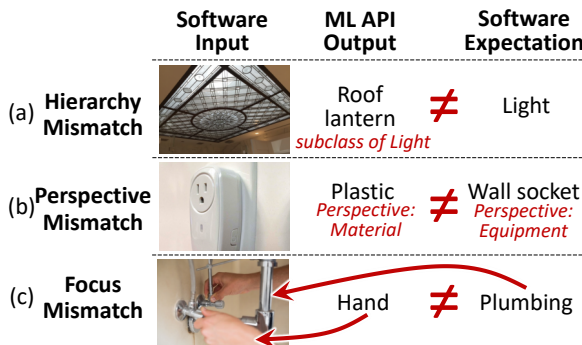 Software Input
ML API Output
Software Expectation
(a) Hierarchy Mismatch
Roof lantern
subclass of Light
≠
Light
(b) Perspective Mismatch
Plastic
Perspective: Material
≠
Wall socket
Perspective: Equipment
(c) Focus Mismatch
Hand
≠
Plumbing